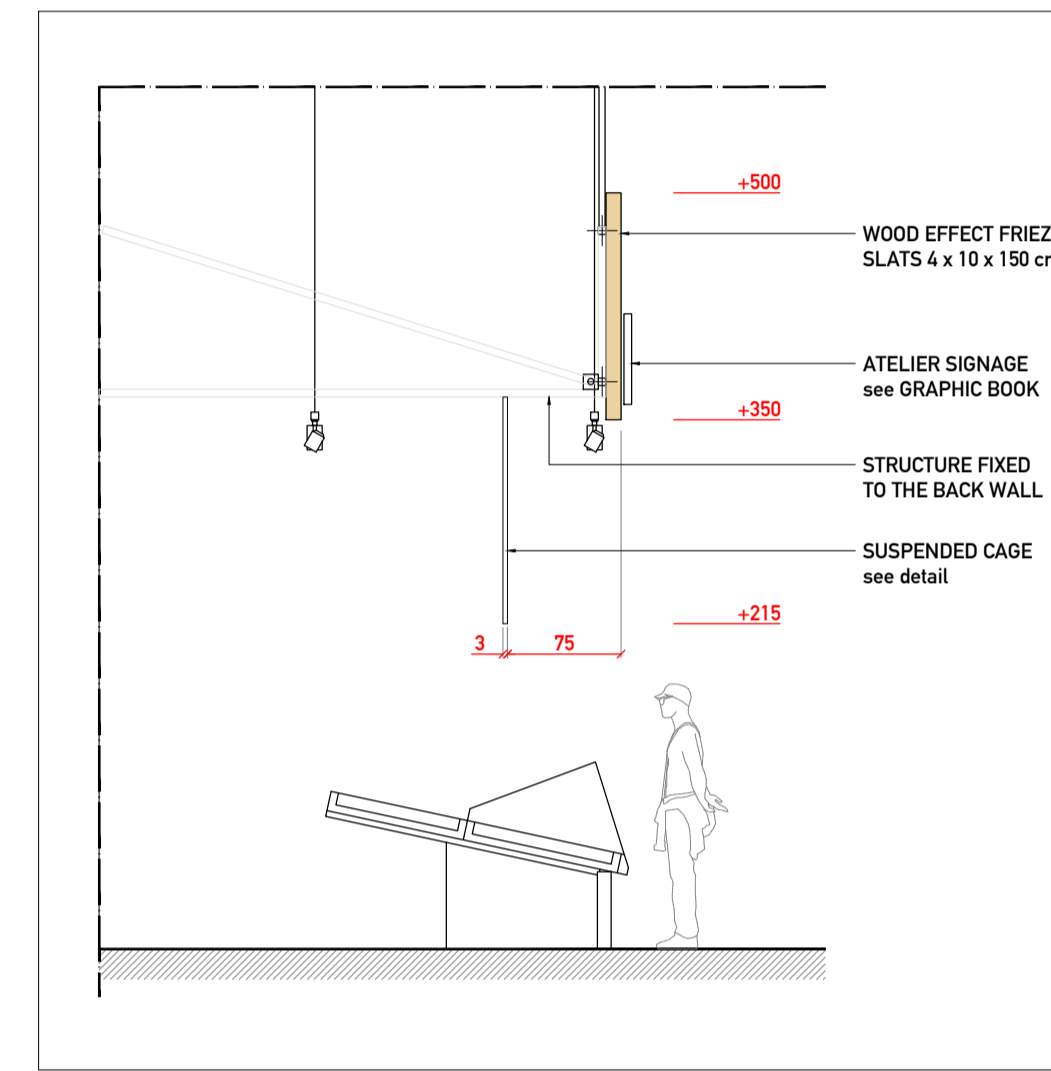 +500
WOOD EFFECT FRIEZ
SLATS 4 x 10 x 150 cm
ATELIER SIGNAGE
see GRAPHIC BOOK
+350
STRUCTURE FIXED
TO THE BACK WALL
SUSPENDED CAGE
see detail
+215
3 75